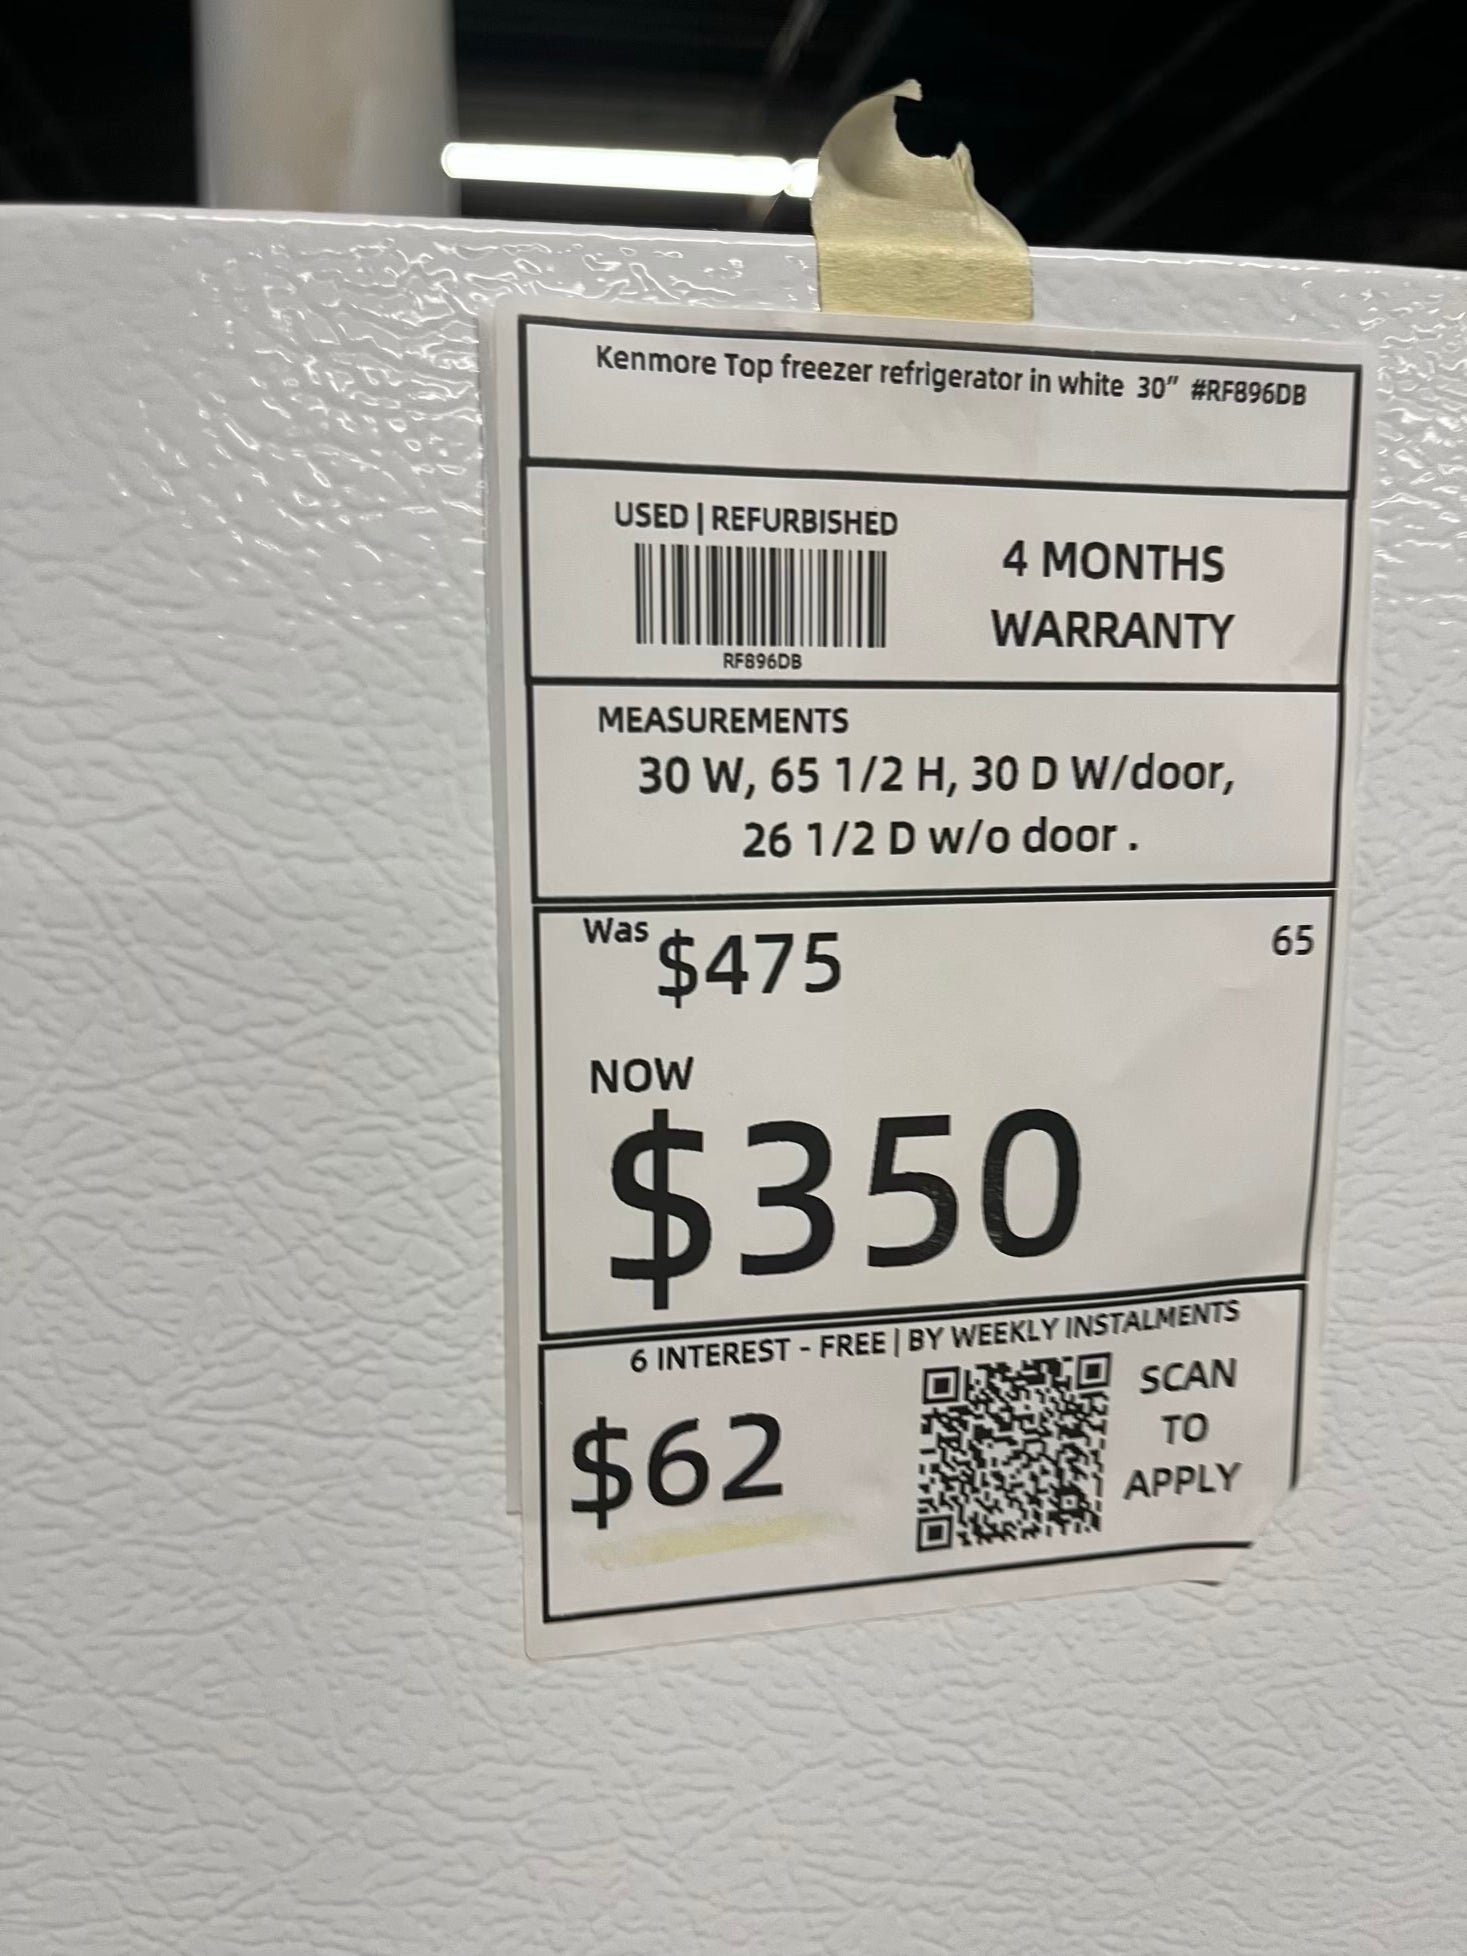 Kenmore Top freezer refrigerator in white 30" #RF896DB
USED | REFURBISHED
RF896DB
4 MONTHS
WARRANTY
MEASUREMENTS
30 W, 65 1/2 H, 30 D W/door,
26 1/2 D w/o door .
Was $475
65
NOW
$350
6 INTEREST - FREE | BY WEEKLY INSTALMENTS
$62
SCAN
TO
APPLY